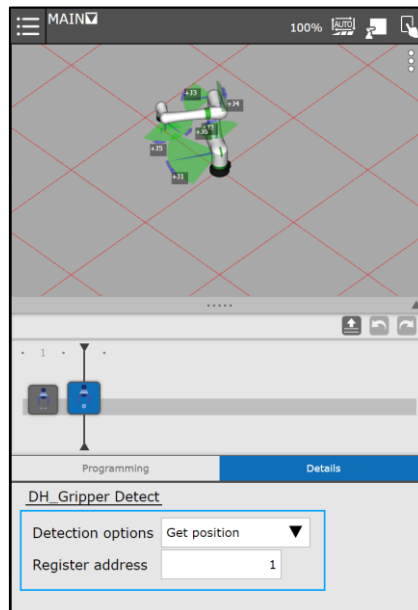 MAIN
100%
AUTO
+J3
+J4
+J5
+J1
1
Programming
Details
DH_Gripper Detect
Detection options
Get position
Register address
1